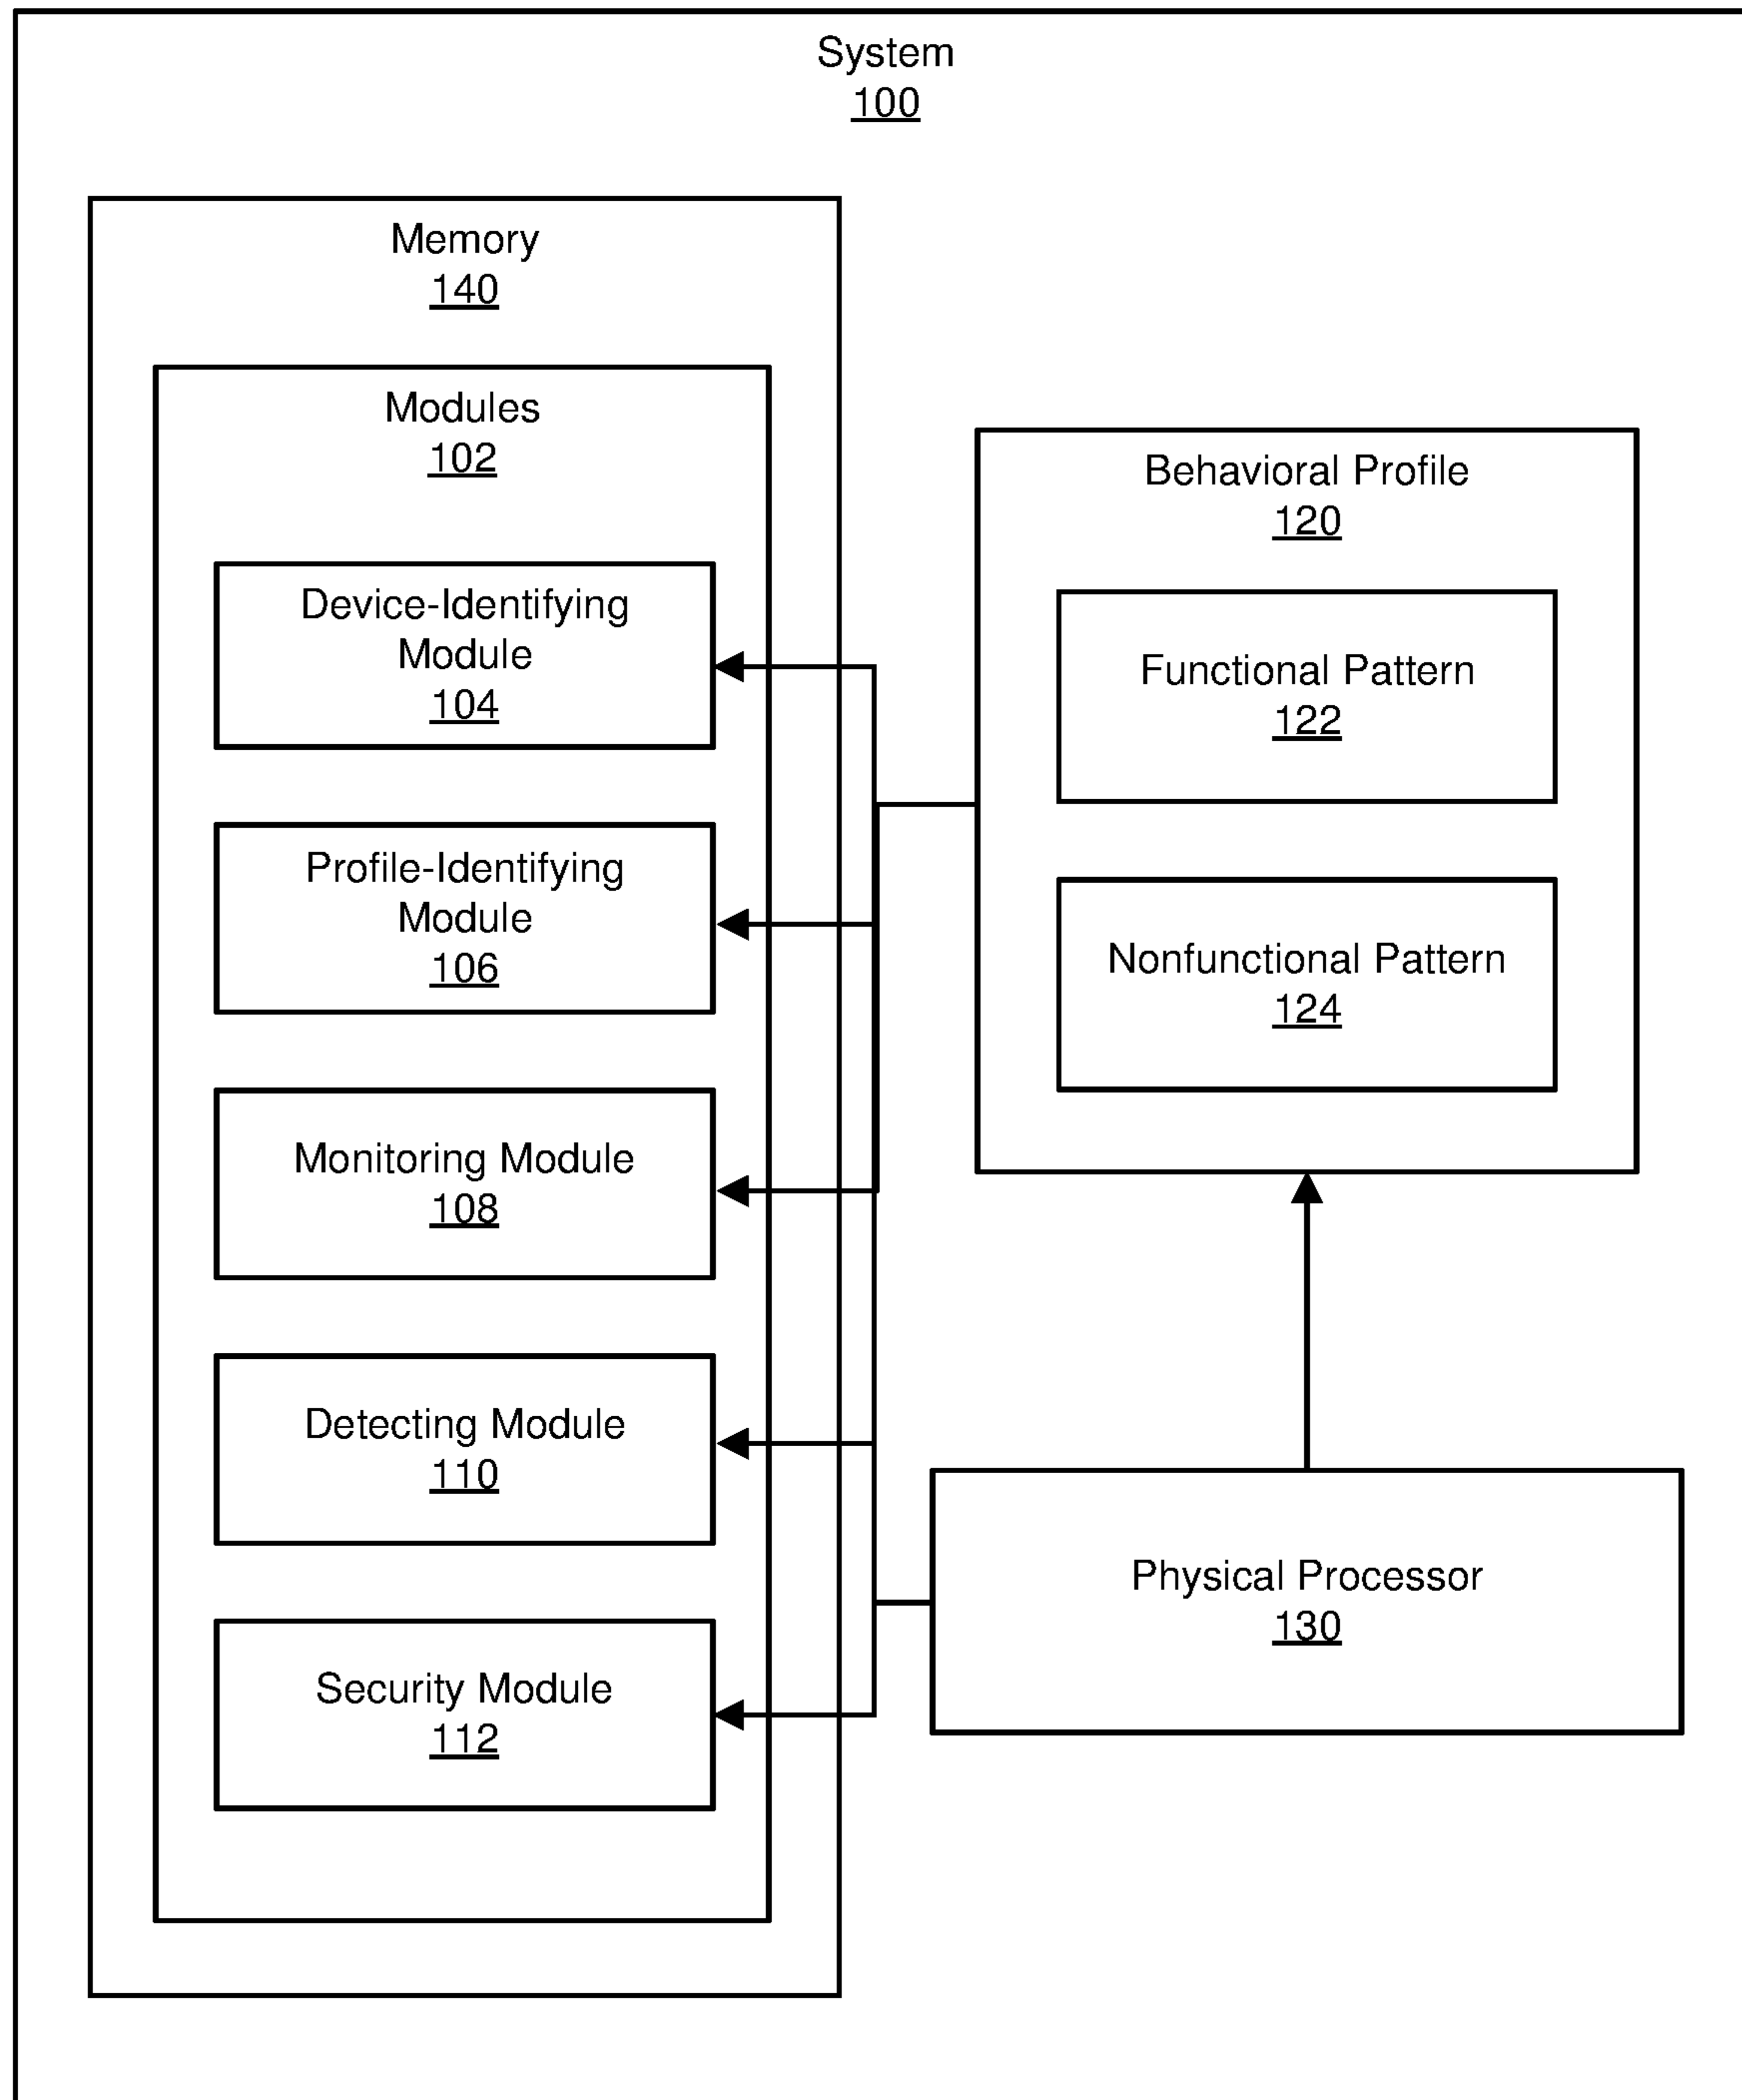 System
100
Memory
140
Modules
102
Device-Identifying
Module
104
Profile-Identifying
Module
106
Monitoring Module
108
Detecting Module
110
Security Module
112
Behavioral Profile
120
Functional Pattern
122
Nonfunctional Pattern
124
Physical Processor
130